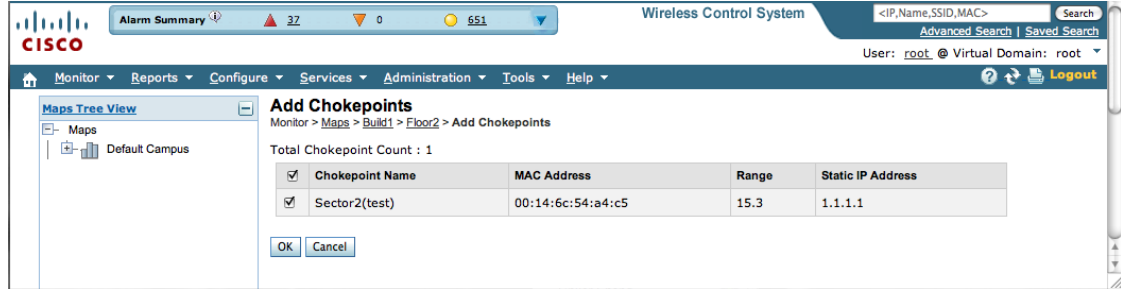 Alarm Summary 37 0 651
Wireless Control System
<IP,Name,SSID,MAC> Search
Advanced Search | Saved Search
CISCO
User: root @ Virtual Domain: root
Monitor Reports Configure Services Administration Tools Help Logout
Maps Tree View
Maps
Default Campus
Add Chokepoints
Monitor > Maps > Build1 > Floor2 > Add Chokepoints
Total Chokepoint Count : 1
Chokepoint Name MAC Address Range Static IP Address
Sector2(test) 00:14:6c:54:a4:c5 15.3 1.1.1.1
OK Cancel